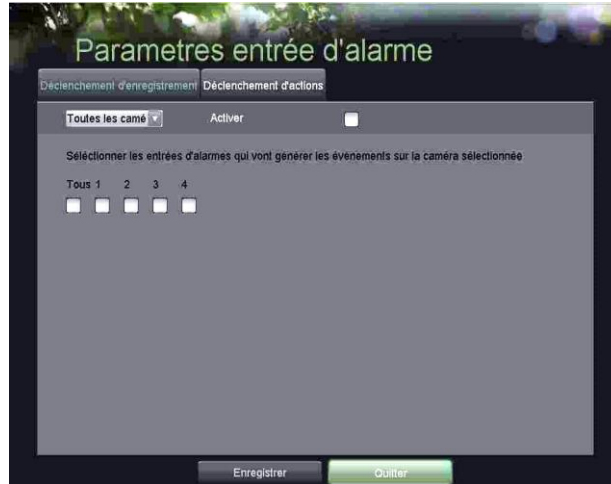 Parametres entrée d'alarme
Déclenchement d'enregistrement Déclenchement d'actions
Toutes les camé Activer
Séléctionner les entrées d'alarmes qui vont générer les événements sur la caméra sélectionnée
Tous 1 2 3 4
Enregistrer Quitter